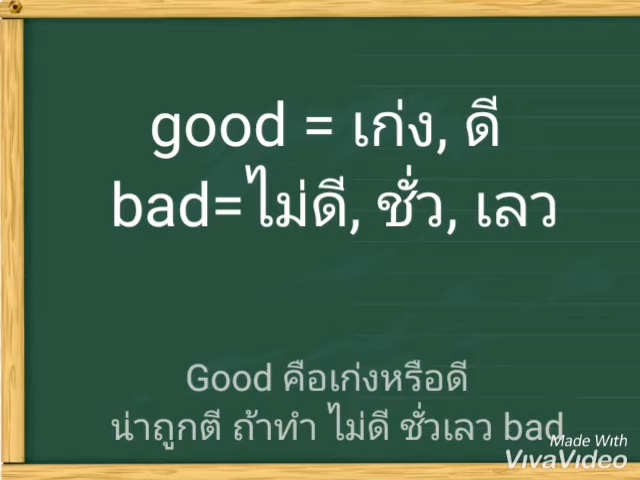 good = เก่ง, ดี
bad=ไม่ดี, ชั่ว, เลว
Good คือเก่งหรือดี
น่าถูกตี ถ้าทำ ไม่ดี ชั่วเลว bad
Made With
VivaVideo